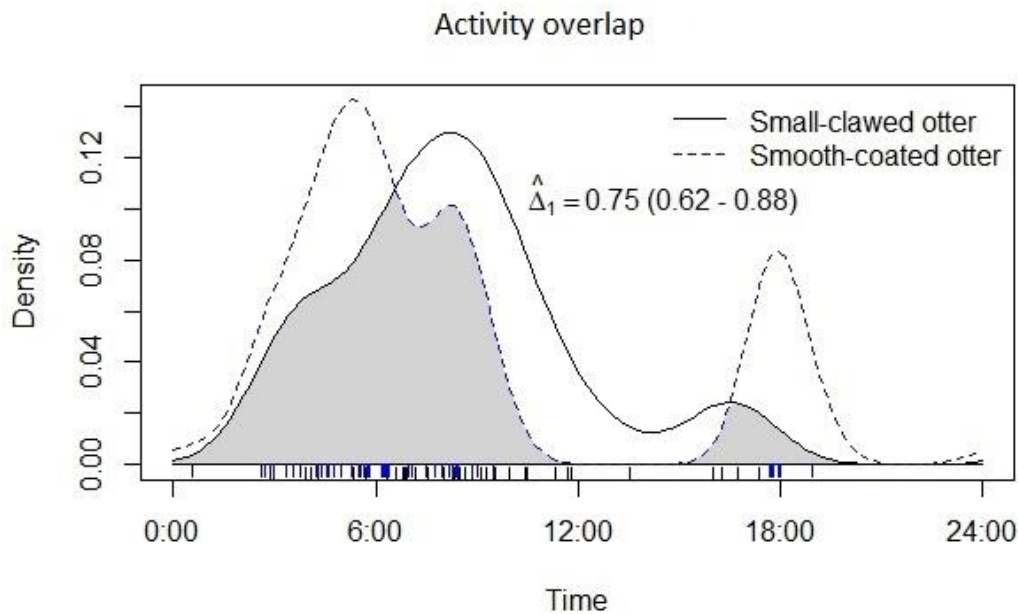 Activity overlap
Small-clawed otter
Smooth-coated otter
Δ̂₁ = 0.75 (0.62 - 0.88)
Density
0.12
0.08
0.04
0.00
0:00
6:00
12:00
18:00
24:00
Time